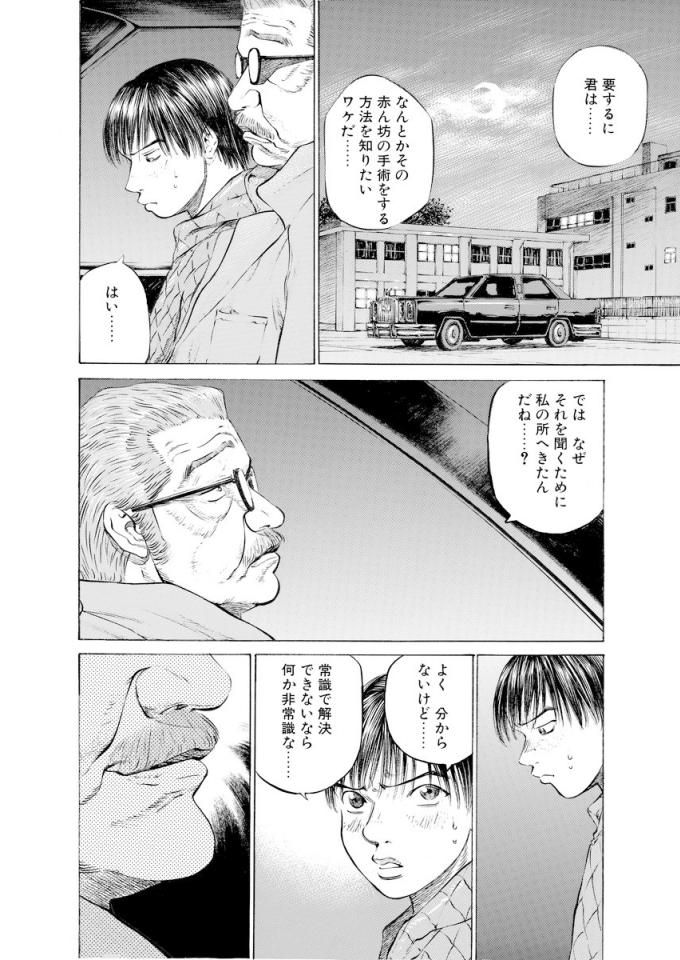 要するに
君は……
なんとかその
赤ん坊の手術をする
方法を知りたい
ワケだ……
はい……
では なぜ
それを聞くために
私の所へきたん
だね……?
よく 分から
ないけど……
常識で解決
できないなら
何か非常識な
……